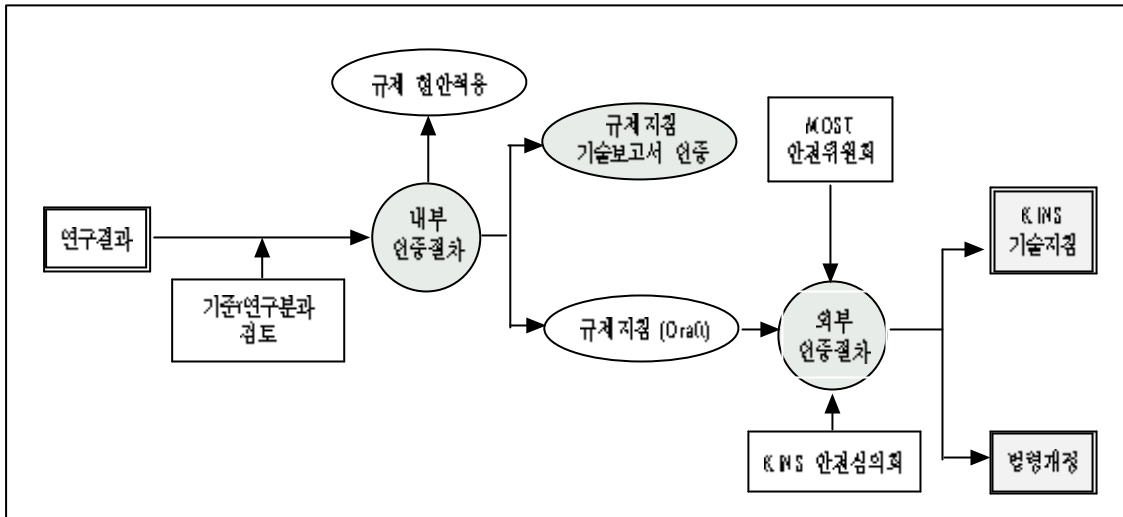 규제 현안적용
규제지침
기술보고서 인증
MOST
안전위원회
연구결과
내부
인증절차
KINS
기술지침
기준/연구분과
검토
규제지침 (Draft)
외부
인증절차
KINS 안전심의회
법령개정